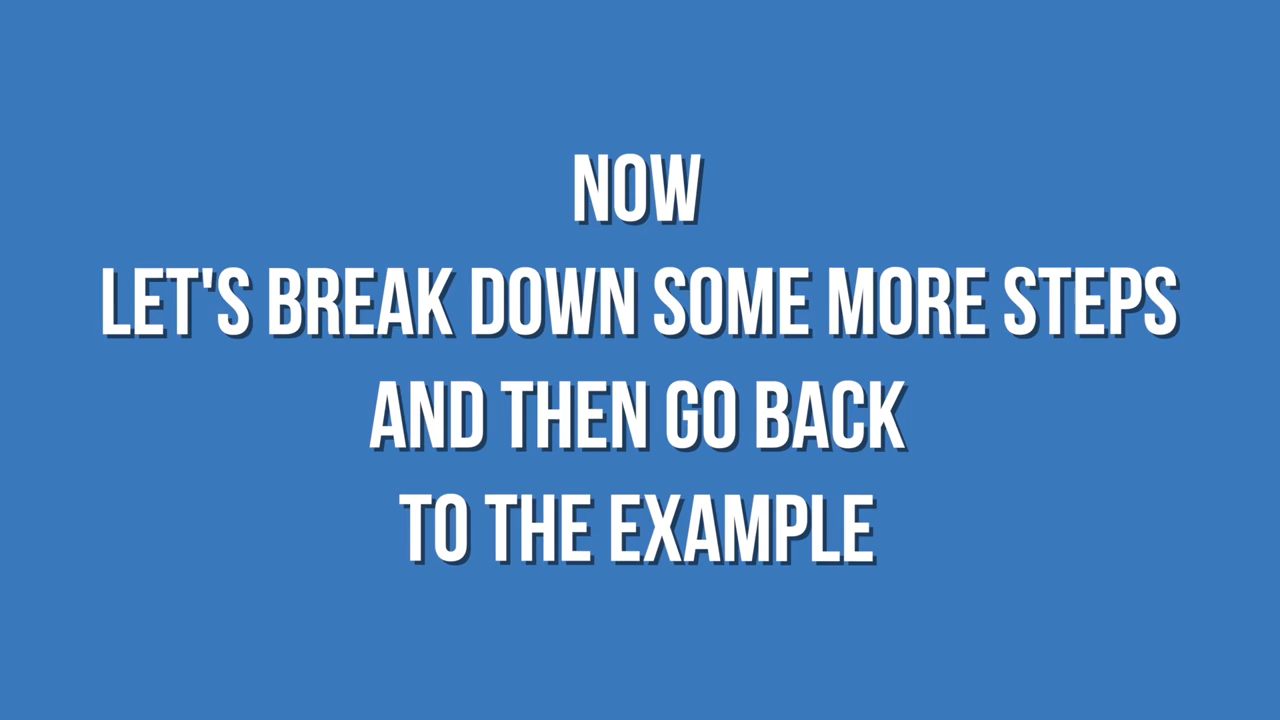 NOW
LET'S BREAK DOWN SOME MORE STEPS
AND THEN GO BACK
TO THE EXAMPLE